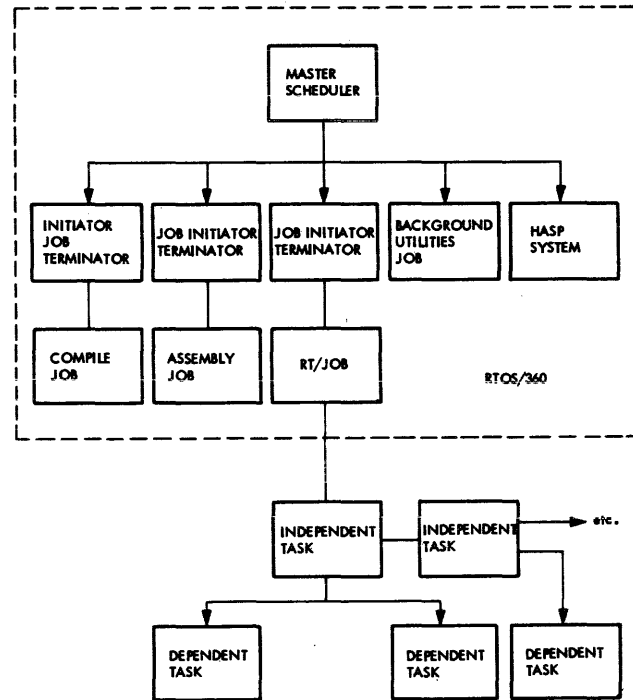 MASTER
SCHEDULER
INITIATOR
JOB
TERMINATOR
JOB INITIATOR
TERMINATOR
JOB INITIATOR
TERMINATOR
BACKGROUND
UTILITIES
JOB
HASP
SYSTEM
COMPILE
JOB
ASSEMBLY
JOB
RT/JOB
RTOS/360
INDEPENDENT
TASK
INDEPENDENT
TASK
etc.
DEPENDENT
TASK
DEPENDENT
TASK
DEPENDENT
TASK